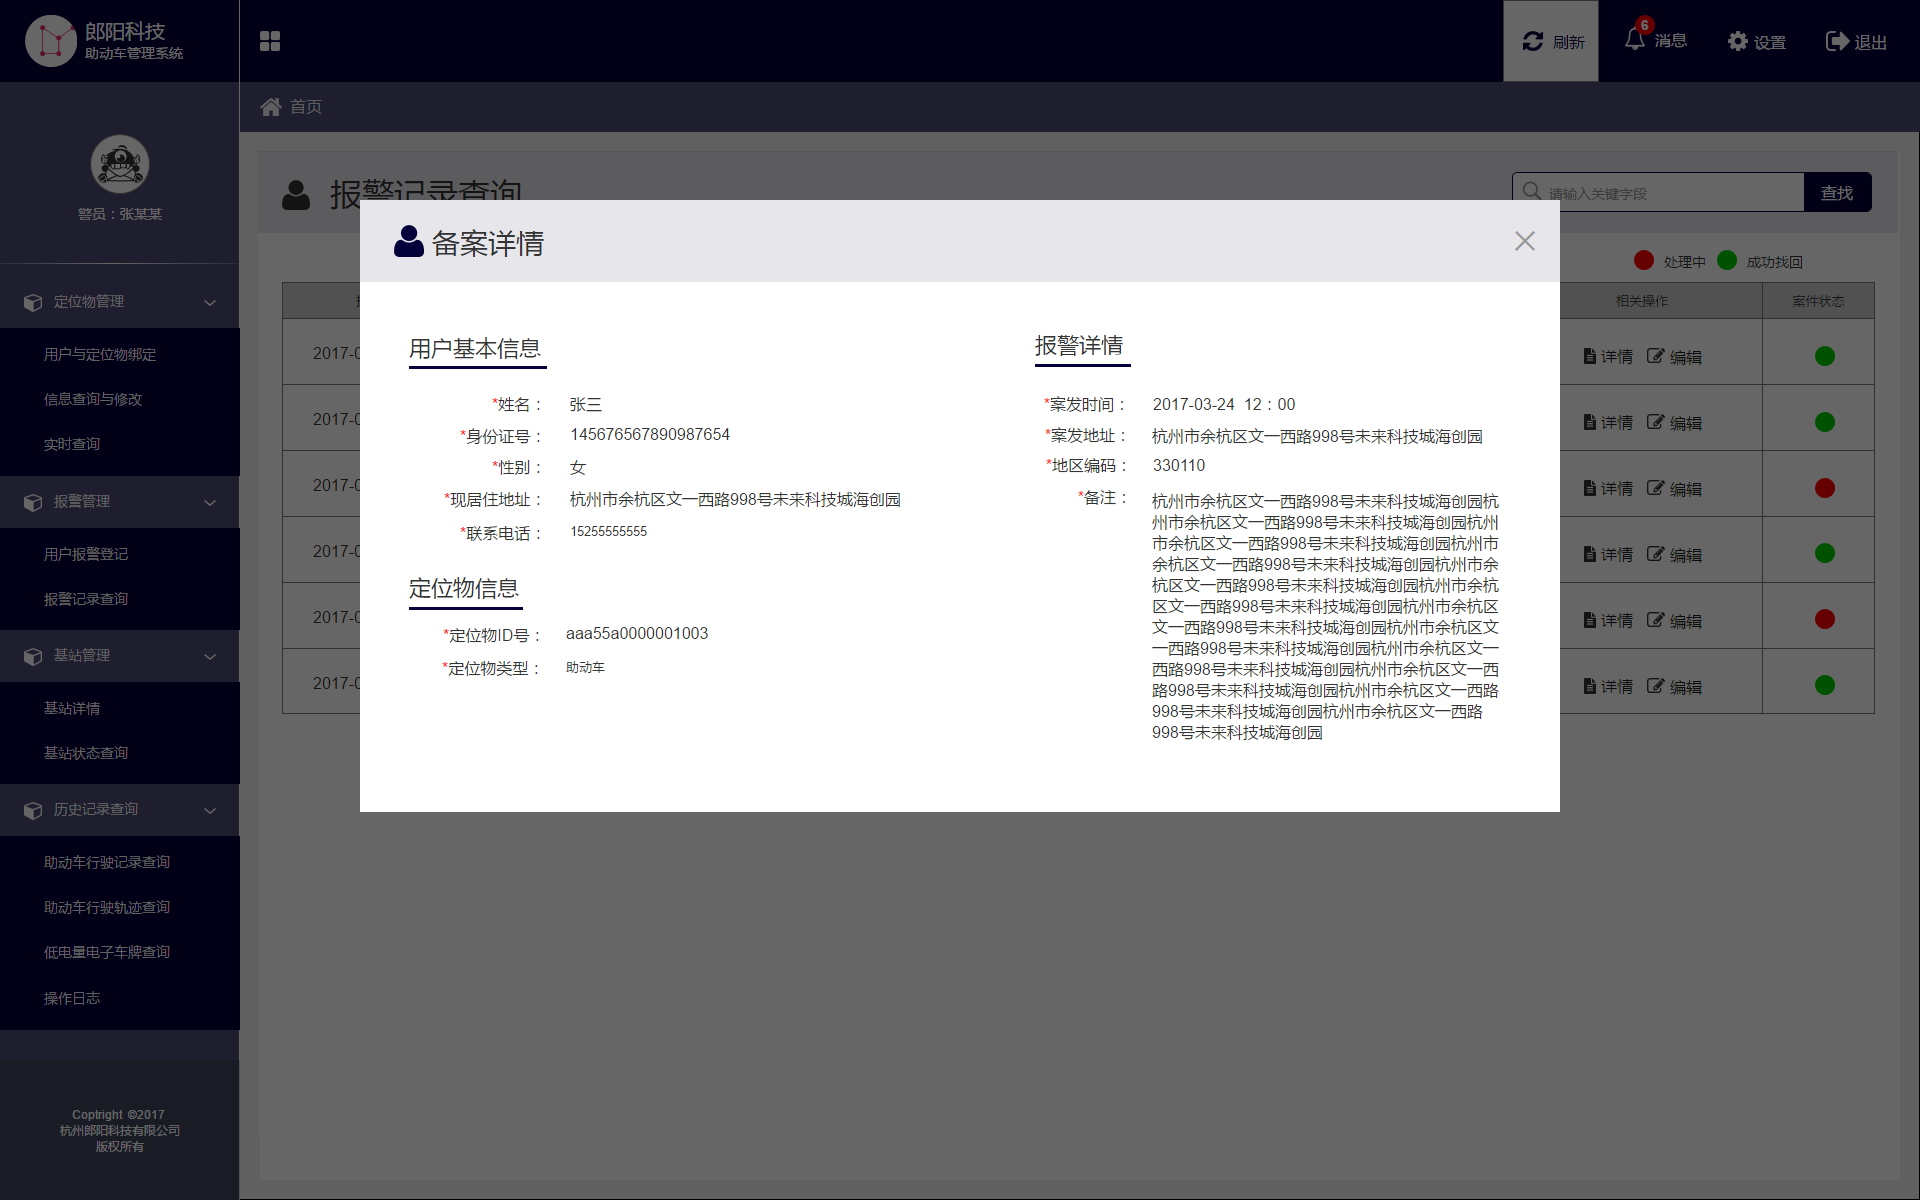 郎阳科技
助动车管理系统
刷新
6
消息
设置
退出
首页
警员：张某某
定位物管理
用户与定位物绑定
信息查询与修改
实时查询
报警管理
用户报警登记
报警记录查询
基站管理
基站详情
基站状态查询
历史记录查询
助动车行驶记录查询
助动车行驶轨迹查询
低电量电子车牌查询
操作日志
Coptright ©2017
杭州郎阳科技有限公司
版权所有
报警记录查询
请输入关键字段
查找
处理中
成功找回
相关操作
案件状态
2017-0
详情 编辑
2017-0
详情 编辑
2017-0
详情 编辑
2017-0
详情 编辑
2017-0
详情 编辑
2017-0
详情 编辑
备案详情
用户基本信息
*姓名： 张三
*身份证号： 145676567890987654
*性别： 女
*现居住地址： 杭州市余杭区文一西路998号未来科技城海创园
*联系电话： 15255555555
定位物信息
*定位物ID号： aaa55a0000001003
*定位物类型： 助动车
报警详情
*案发时间： 2017-03-24 12：00
*案发地址： 杭州市余杭区文一西路998号未来科技城海创园
*地区编码： 330110
*备注： 杭州市余杭区文一西路998号未来科技城海创园杭
州市余杭区文一西路998号未来科技城海创园杭州
市余杭区文一西路998号未来科技城海创园杭州市
余杭区文一西路998号未来科技城海创园杭州市余
杭区文一西路998号未来科技城海创园杭州市余杭
区文一西路998号未来科技城海创园杭州市余杭区
文一西路998号未来科技城海创园杭州市余杭区文
一西路998号未来科技城海创园杭州市余杭区文一
西路998号未来科技城海创园杭州市余杭区文一西
路998号未来科技城海创园杭州市余杭区文一西路
998号未来科技城海创园杭州市余杭区文一西路
998号未来科技城海创园